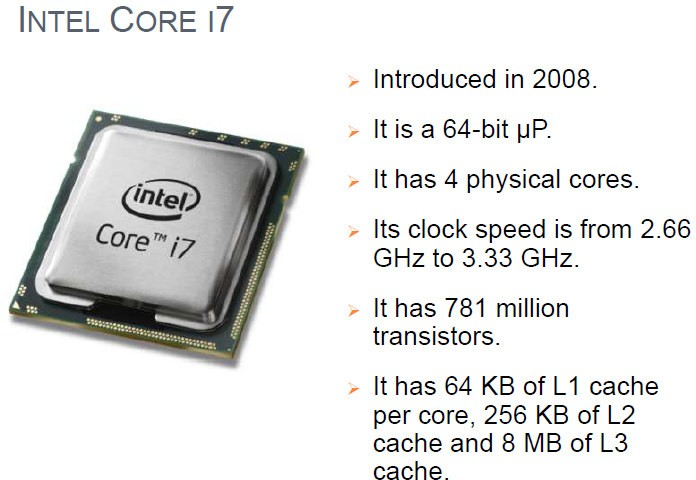 INTEL CORE I7
Introduced in 2008.
It is a 64-bit µP.
It has 4 physical cores.
Its clock speed is from 2.66
GHz to 3.33 GHz.
It has 781 million
transistors.
It has 64 KB of L1 cache
per core, 256 KB of L2
cache and 8 MB of L3
cache.
intel
Core™ i7